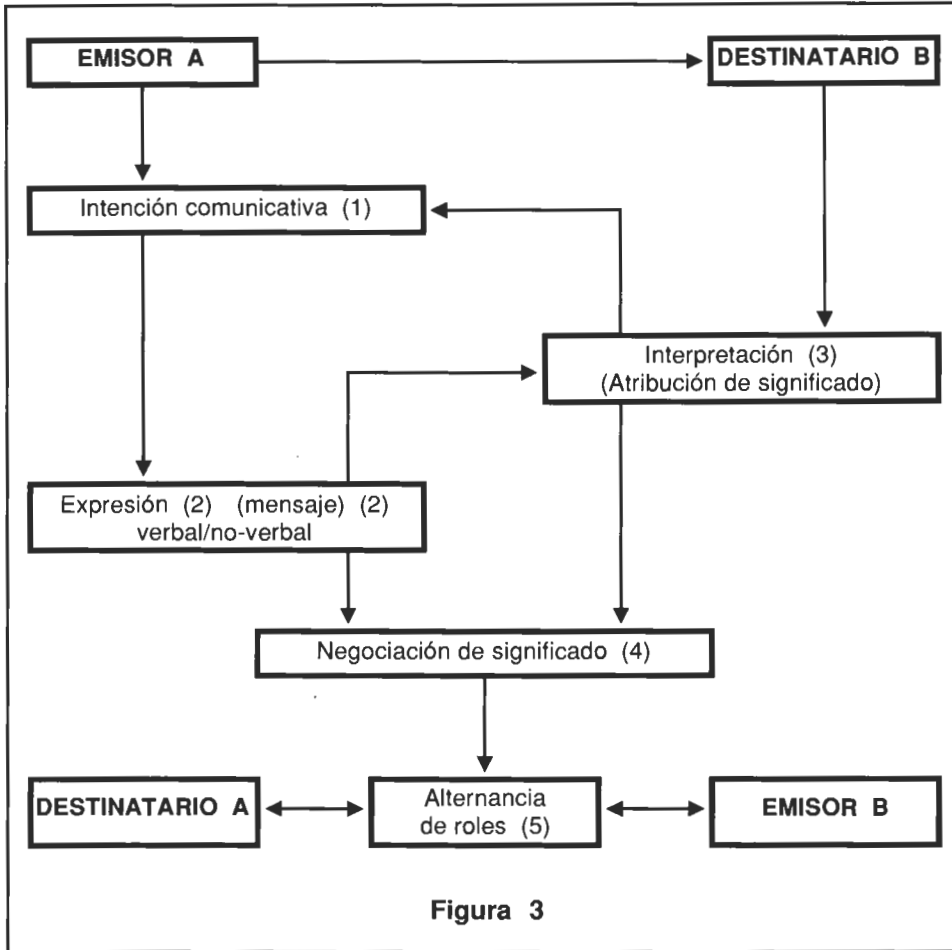 EMISOR A
DESTINATARIO B
Intención comunicativa (1)
Interpretación (3)
(Atribución de significado)
Expresión (2) (mensaje) (2)
verbal/no-verbal
Negociación de significado (4)
DESTINATARIO A
Alternancia
de roles (5)
EMISOR B
Figura 3